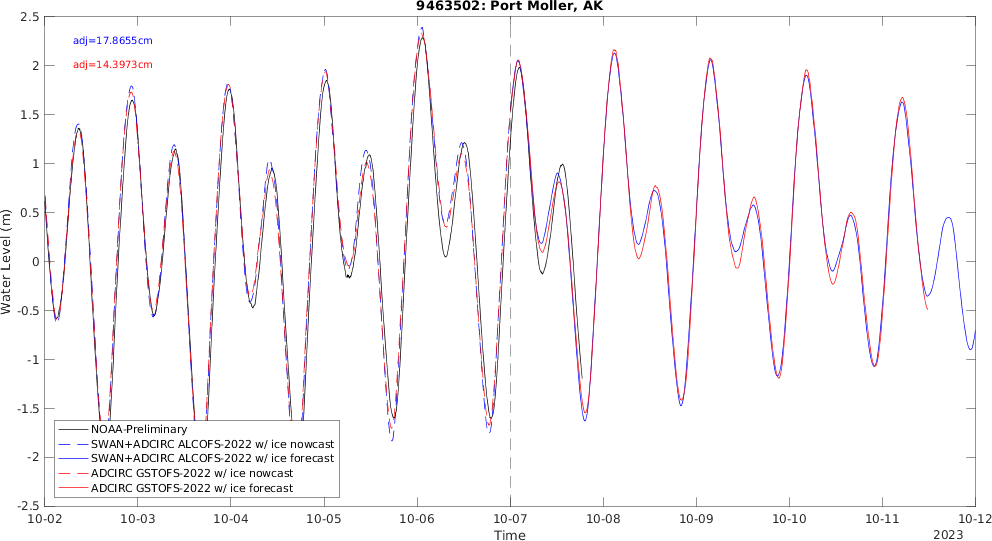 9463502: Port Moller, AK
adj=17.8655cm
adj=14.3973cm
2.5
2
1.5
1
0.5
0
-0.5
-1
-1.5
-2
-2.5
Water Level (m)
NOAA-Preliminary
SWAN+ADCIRC ALCOFS-2022 w/ ice nowcast
SWAN+ADCIRC ALCOFS-2022 w/ ice forecast
ADCIRC GSTOFS-2022 w/ ice nowcast
ADCIRC GSTOFS-2022 w/ ice forecast
10-02 10-03 10-04 10-05 10-06 10-07 10-08 10-09 10-10 10-11 10-12
Time
2023